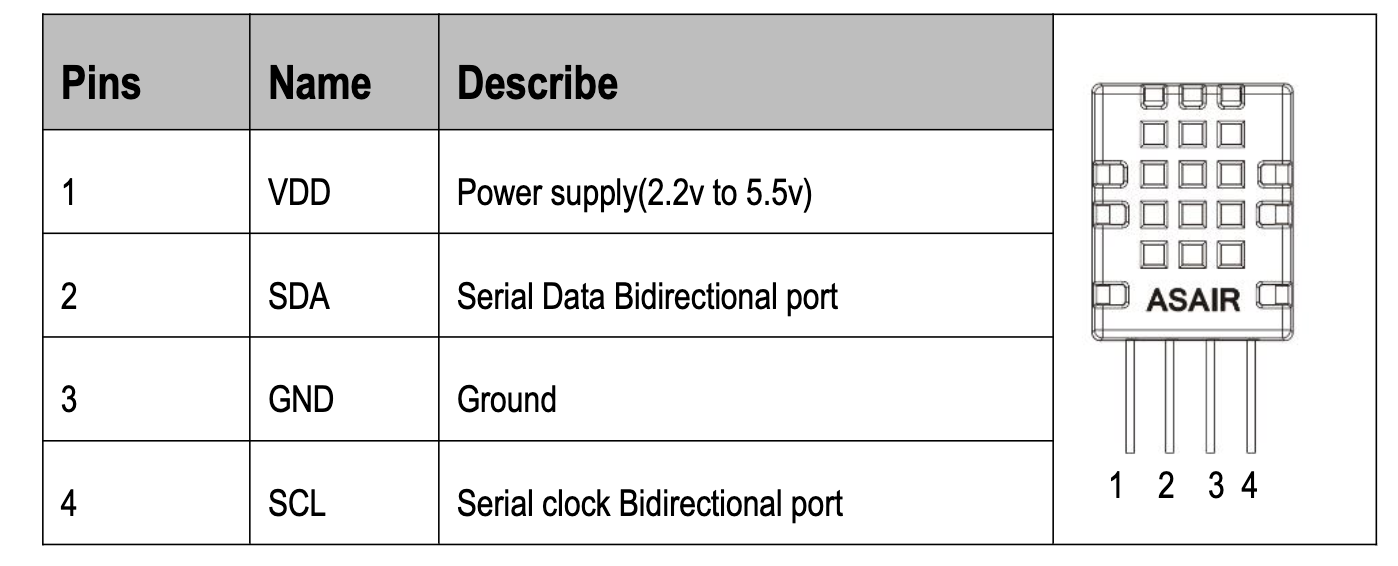 Pins Name Describe
1 VDD Power supply(2.2v to 5.5v)
2 SDA Serial Data Bidirectional port
3 GND Ground
4 SCL Serial clock Bidirectional port
ASAIR
1 2 3 4